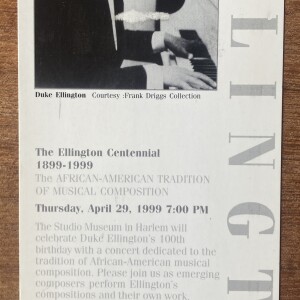 Duke Ellington Courtesy :Frank Driggs Collection
The Ellington Centennial
1899-1999
The AFRICAN-AMERICAN TRADITION
OF MUSICAL COMPOSITION
Thursday, April 29, 1999 7:00 PM
The Studio Museum in Harlem will
celebrate Duke Ellington's 100th
birthday with a concert dedicated to the
tradition of African-American musical
composition. Please join us as emerging
composers perform Ellington's
compositions and their own work.
LINGT